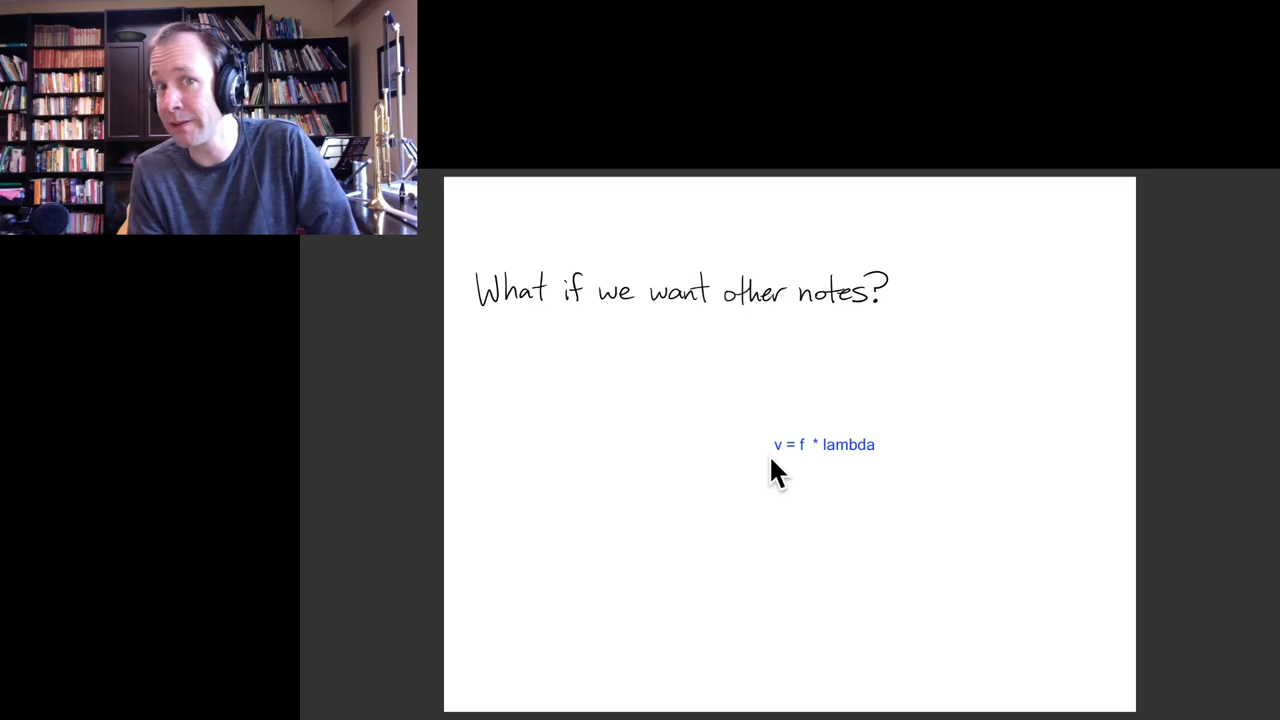 What if we want other notes?
v = f * lambda